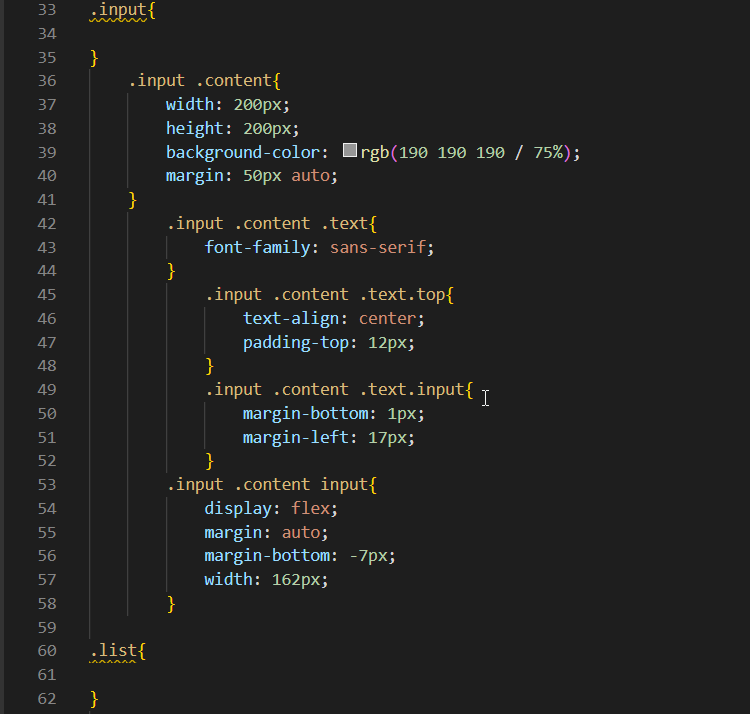 33 .input{
34
35 }
36 .input .content{
37 width: 200px;
38 height: 200px;
39 background-color: rgb(190 190 190 / 75%);
40 margin: 50px auto;
41 }
42 .input .content .text{
43 font-family: sans-serif;
44 }
45 .input .content .text.top{
46 text-align: center;
47 padding-top: 12px;
48 }
49 .input .content .text.input{
50 margin-bottom: 1px;
51 margin-left: 17px;
52 }
53 .input .content input{
54 display: flex;
55 margin: auto;
56 margin-bottom: -7px;
57 width: 162px;
58 }
59
60 .list{
61
62 }